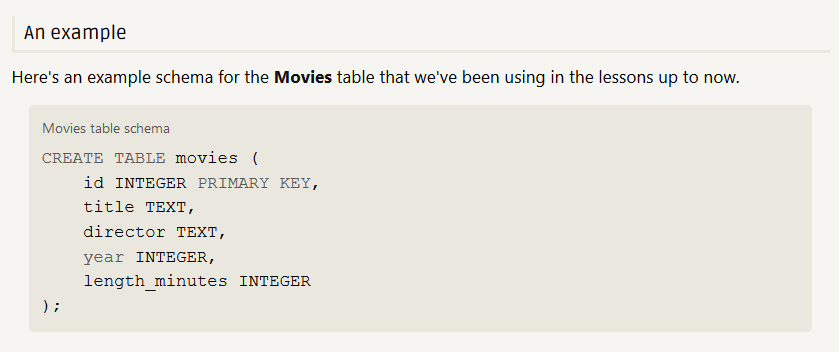 An example
Here's an example schema for the Movies table that we've been using in the lessons up to now.
Movies table schema
CREATE TABLE movies (
    id INTEGER PRIMARY KEY,
    title TEXT,
    director TEXT,
    year INTEGER,
    length_minutes INTEGER
);